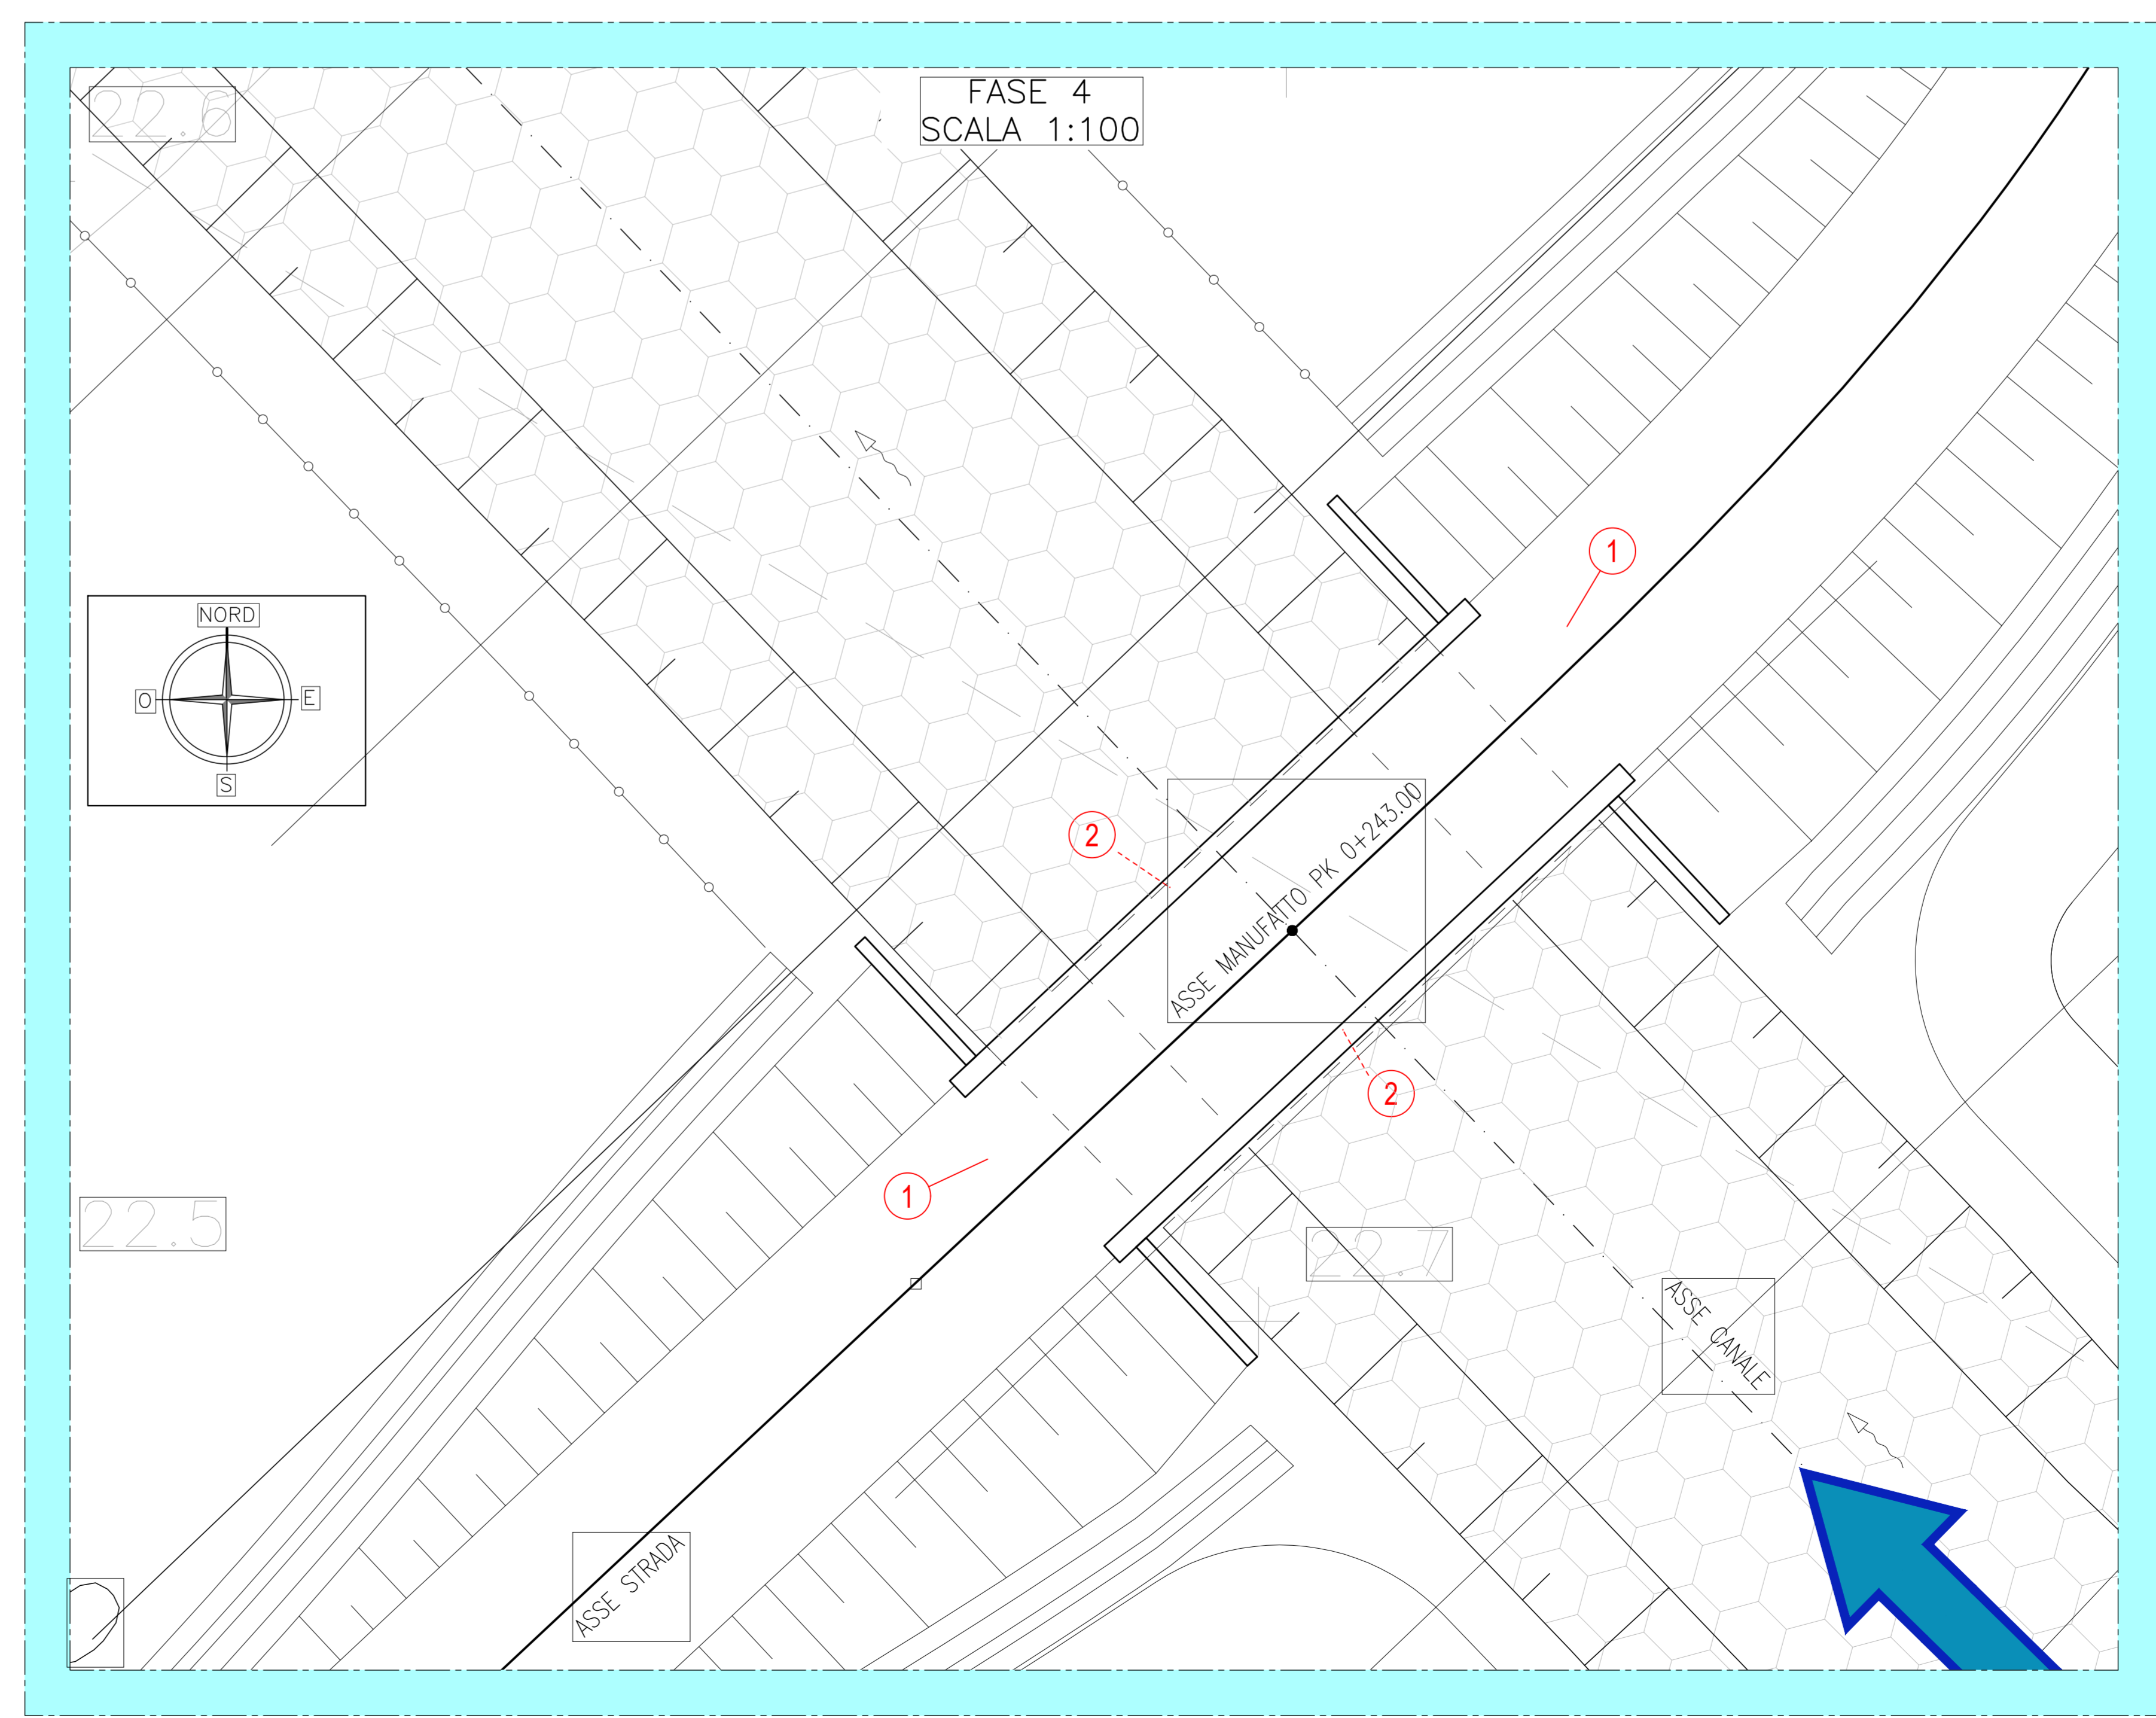 22.6
FASE 4
SCALA 1:100
1
NORD
O
E
S
2
ASSE MANUFATTO PK 0+243.00
2
1
22.5
22.7
ASSE CANALE
ASSE STRADA